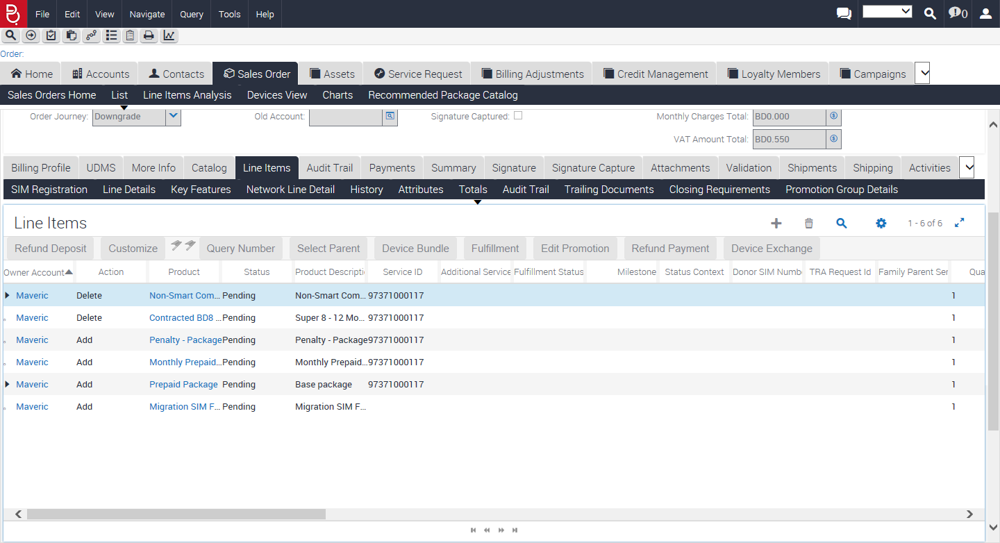 File Edit View Navigate Query Tools Help 0
Order:
Home Accounts Contacts Sales Order Assets Service Request Billing Adjustments Credit Management Loyalty Members Campaigns
Sales Orders Home List Line Items Analysis Devices View Charts Recommended Package Catalog
Order Journey: Downgrade Old Account: Signature Captured: Monthly Charges Total: BD0.000
VAT Amount Total: BD0.550
Billing Profile UDMS More Info Catalog Line Items Audit Trail Payments Summary Signature Signature Capture Attachments Validation Shipments Shipping Activities
SIM Registration Line Details Key Features Network Line Detail History Attributes Totals Audit Trail Trailing Documents Closing Requirements Promotion Group Details
Line Items 1 - 6 of 6
Refund Deposit Customize Query Number Select Parent Device Bundle Fulfillment Edit Promotion Refund Payment Device Exchange
Owner Account Action Product Status Product Descripti Service ID Additional Service Fulfillment Status Milestone Status Context Donor SIM Numb TRA Request Id Family Parent Ser Qua
Maveric Delete Non-Smart Com... Pending Non-Smart Com... 97371000117 1
Maveric Delete Contracted BD8 ... Pending Super 8 - 12 Mo... 97371000117 1
Maveric Add Penalty - Package Pending Penalty - Package 97371000117 1
Maveric Add Monthly Prepaid... Pending Monthly Prepaid... 97371000117 1
Maveric Add Prepaid Package Pending Base package 97371000117 1
Maveric Add Migration SIM F... Pending Migration SIM F... 1